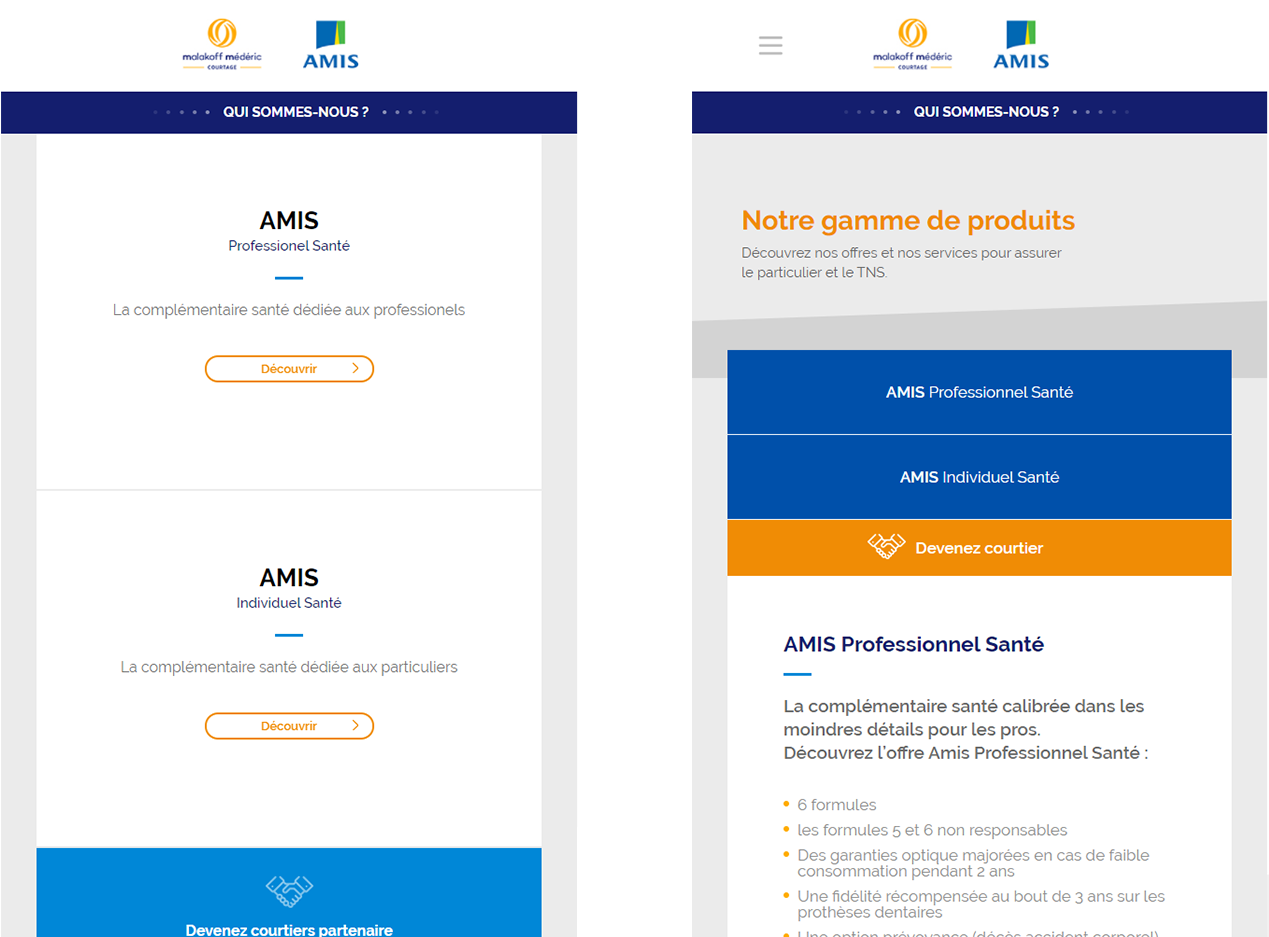 malakoff médéric
COURTAGE
AMIS
QUI SOMMES-NOUS ?
AMIS
Professionel Santé
La complémentaire santé dédiée aux professionels
Découvrir
AMIS
Individuel Santé
La complémentaire santé dédiée aux particuliers
Découvrir
Devenez courtiers partenaire
malakoff médéric
COURTAGE
AMIS
QUI SOMMES-NOUS ?
Notre gamme de produits
Découvrez nos offres et nos services pour assurer
le particulier et le TNS.
AMIS Professionnel Santé
AMIS Individuel Santé
Devenez courtier
AMIS Professionnel Santé
La complémentaire santé calibrée dans les
moindres détails pour les pros.
Découvrez l'offre Amis Professionnel Santé :
6 formules
les formules 5 et 6 non responsables
Des garanties optique majorées en cas de faible
consommation pendant 2 ans
Une fidélité récompensée au bout de 3 ans sur les
prothèses dentaires
Une option prévoyance (décès accident corporel)